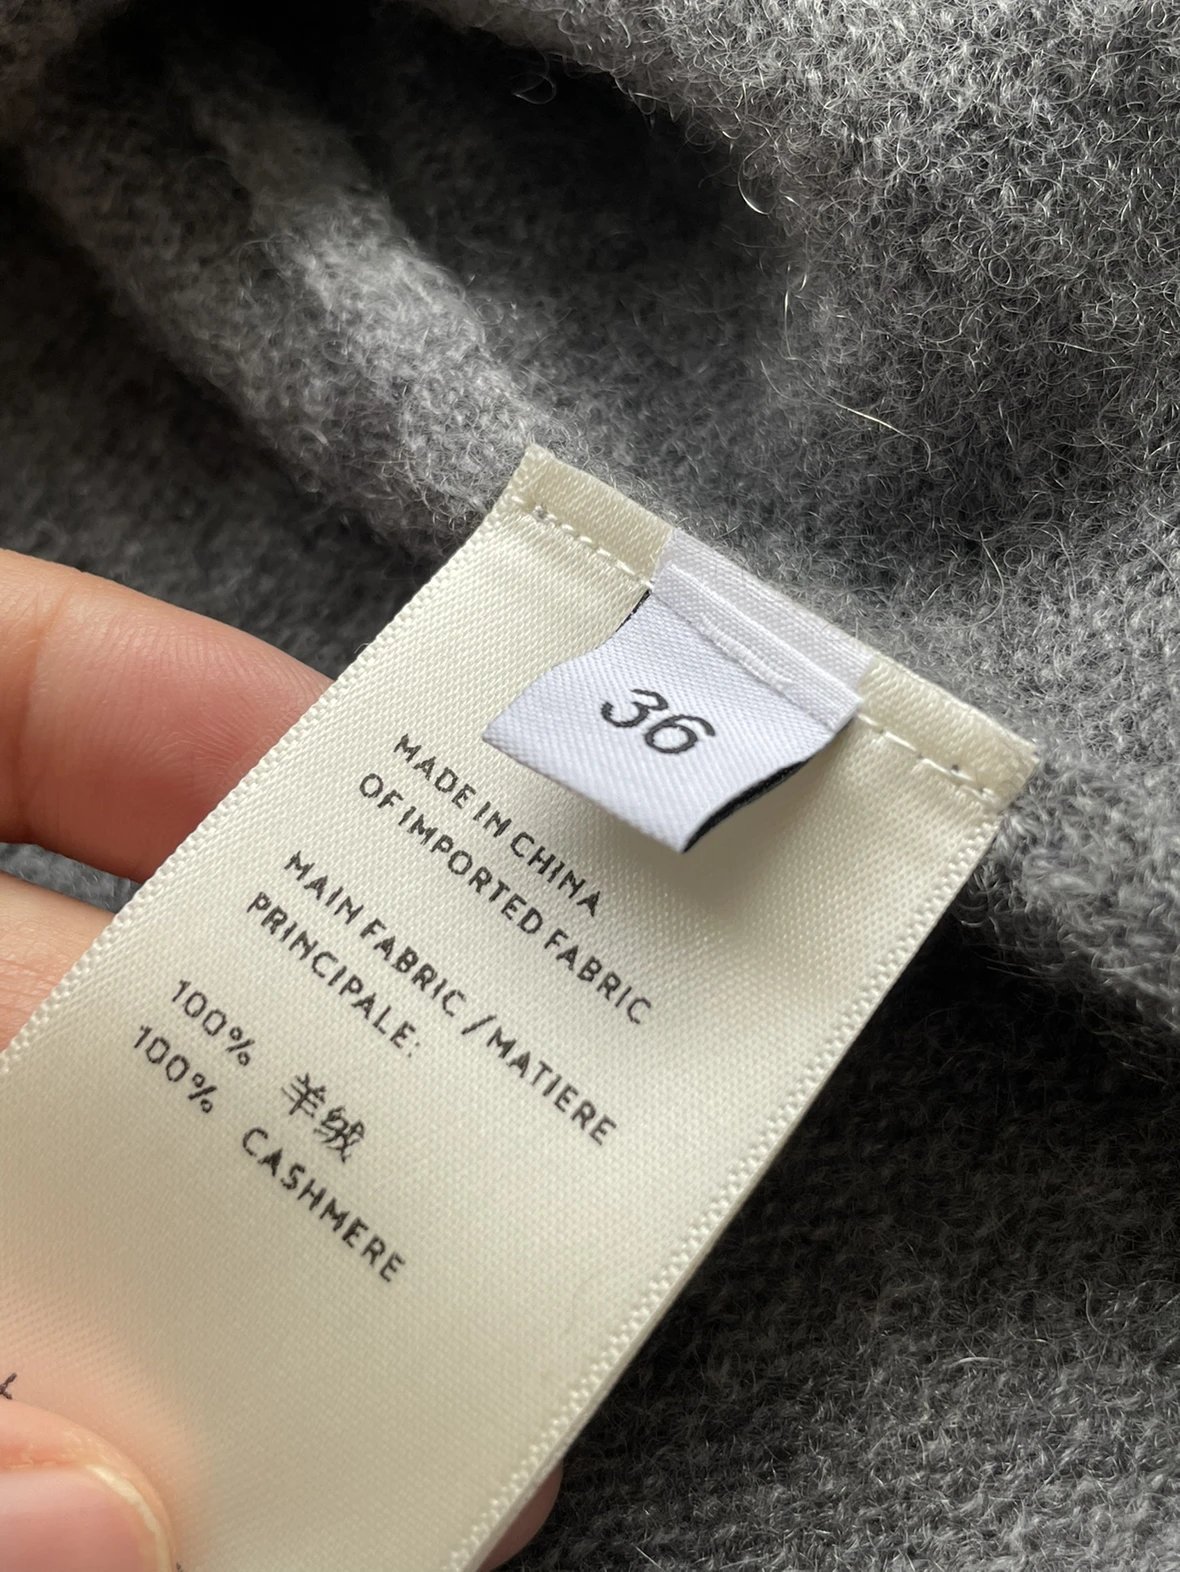 36
MADE IN CHINA
OF IMPORTED FABRIC
MAIN FABRIC / MATIERE
PRINCIPALE:
100% 羊绒
100% CASHMERE